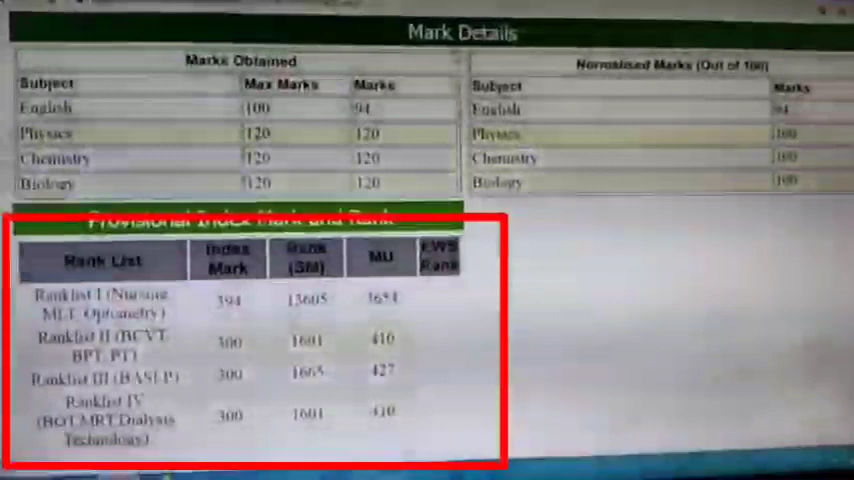 Mark Details
Marks Obtained
Normalised Marks (Out of 100)
Subject Max Marks Marks
Subject Marks
English 100 94
English 94
Physics 120 120
Physics 100
Chemistry 120 120
Chemistry 100
Biology 120 120
Biology 100
Provisional Index Mark and Rank
Rank List Index Mark Rank (SM) MU EWS Rank
Ranklist I (Nursing,
MLT, Optometry) 394
Ranklist II (BCVT,
BPT, PT) 300 1601 410
Ranklist III (BASLP) 300 1665 427
Ranklist IV
(BOT,MRT,Dialysis
Technology) 300 1601 410